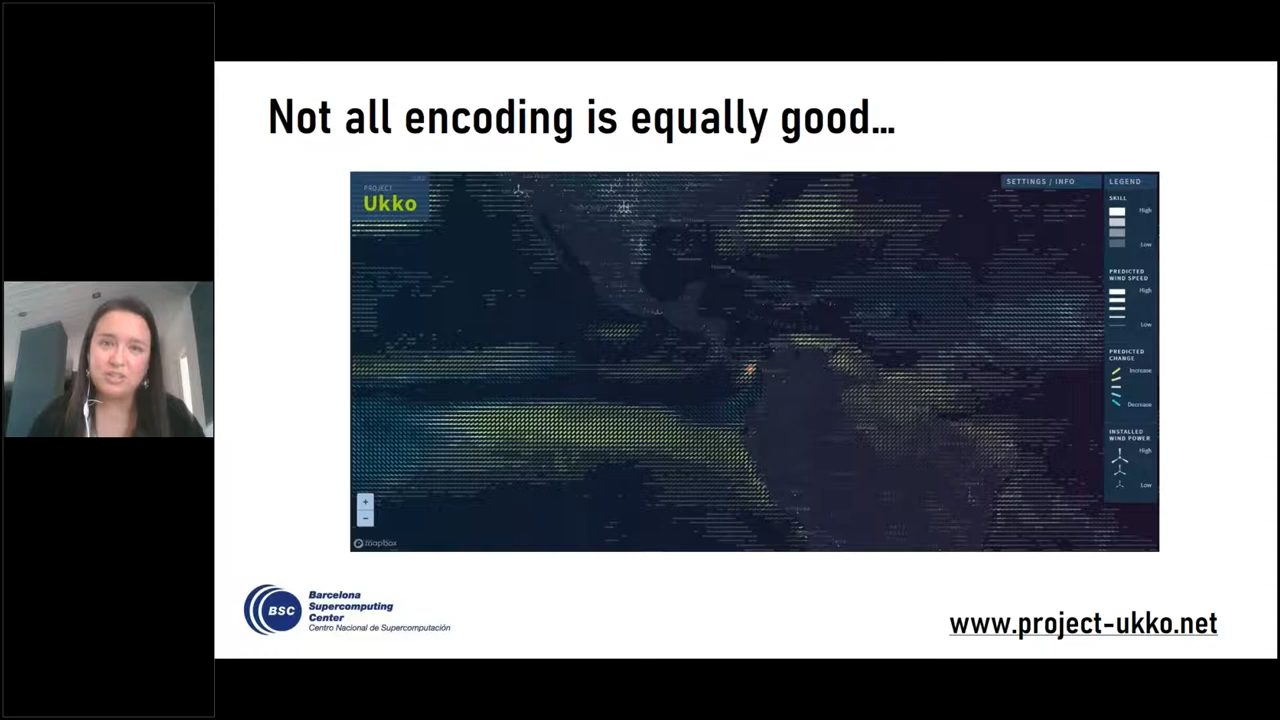 Not all encoding is equally good...
PROJECT
Ukko
SETTINGS / INFO
LEGEND
SKILL
High
Low
PREDICTED
WIND SPEED
High
Low
PREDICTED
CHANGE
Increase
Decrease
INSTALLED
WIND POWER
High
Low
+
−
mapbox
BSC
Barcelona
Supercomputing
Center
Centro Nacional de Supercomputación
www.project-ukko.net